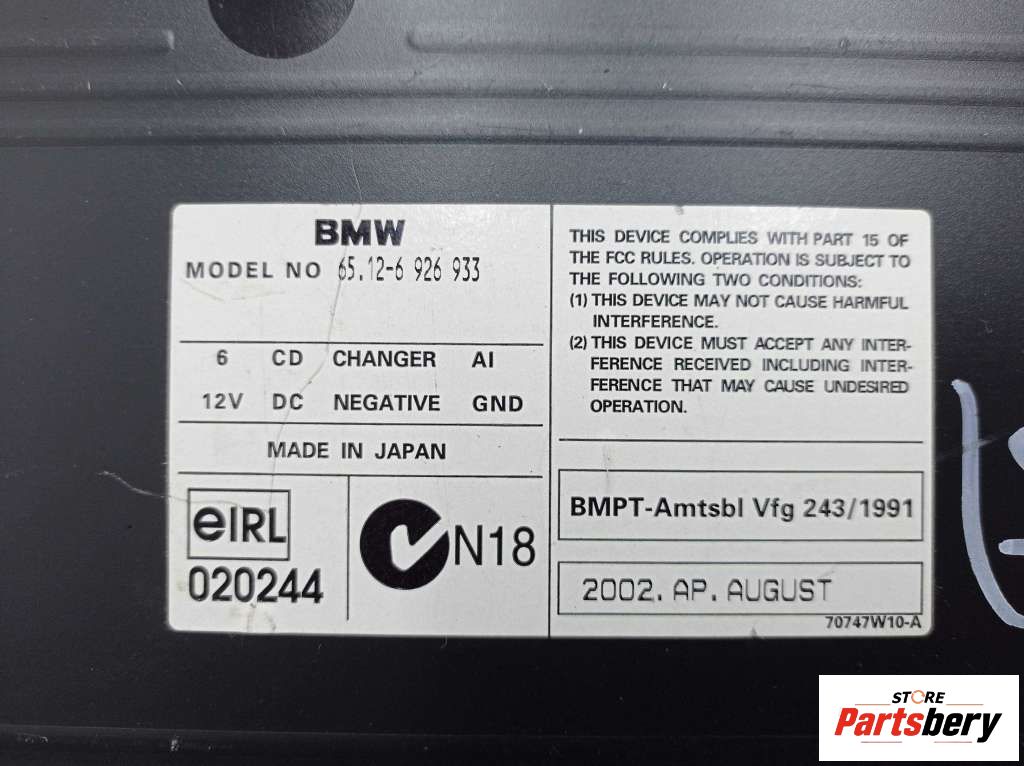 BMW
MODEL NO 65.12-6 926 933
6 CD CHANGER AI
12V DC NEGATIVE GND
MADE IN JAPAN
eIRL
020244
N18
THIS DEVICE COMPLIES WITH PART 15 OF
THE FCC RULES. OPERATION IS SUBJECT TO
THE FOLLOWING TWO CONDITIONS:
(1) THIS DEVICE MAY NOT CAUSE HARMFUL
INTERFERENCE.
(2) THIS DEVICE MUST ACCEPT ANY INTER-
FERENCE RECEIVED INCLUDING INTER-
FERENCE THAT MAY CAUSE UNDESIRED
OPERATION.
BMPT-Amtsbl Vfg 243/1991
2002. AP. AUGUST
70747W10-A
STORE
Partsbery